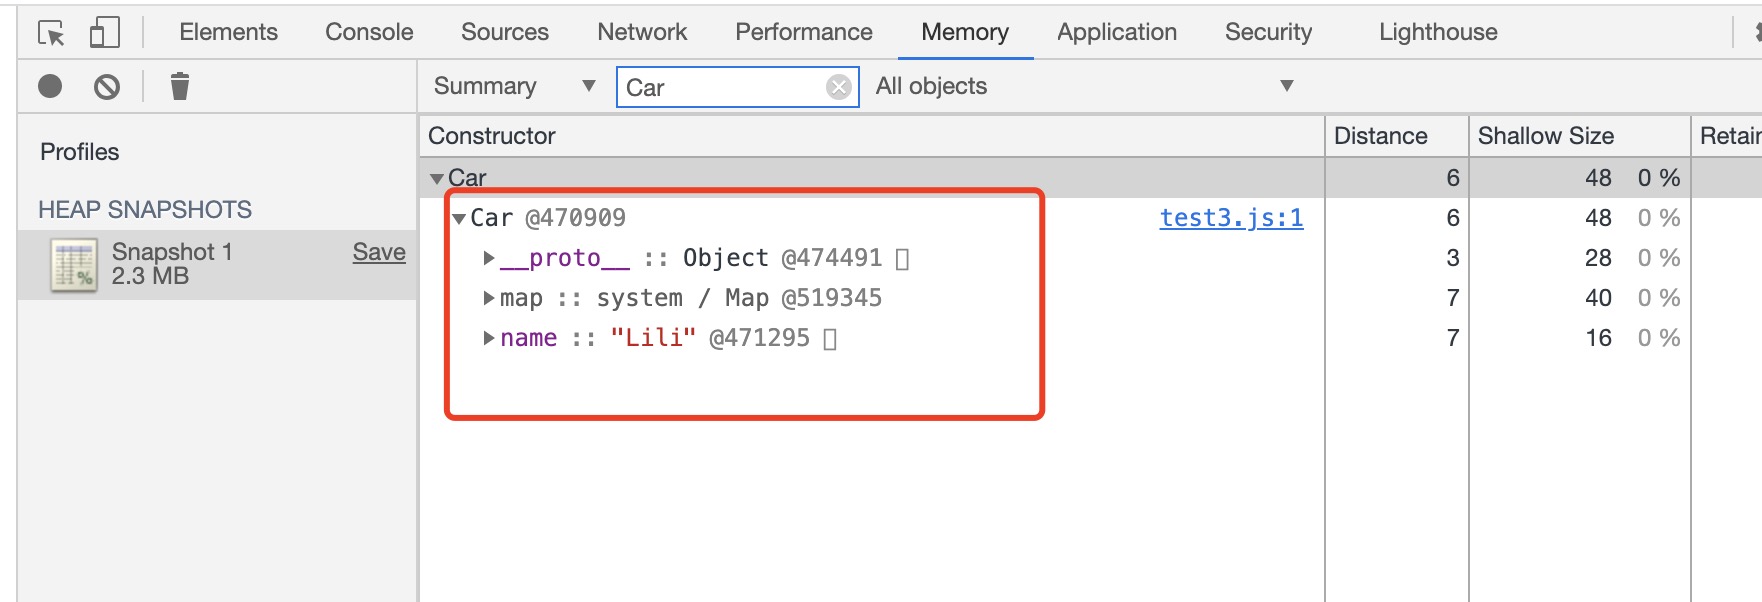 Elements Console Sources Network Performance Memory Application Security Lighthouse
Summary ▼ Car All objects ▼
Profiles
HEAP SNAPSHOTS
Snapshot 1 Save
2.3 MB
Constructor Distance Shallow Size Retain
▼Car 6 48 0 %
▼Car @470909 test3.js:1 6 48 0 %
▶__proto__ :: Object @474491 3 28 0 %
▶map :: system / Map @519345 7 40 0 %
▶name :: "Lili" @471295 7 16 0 %